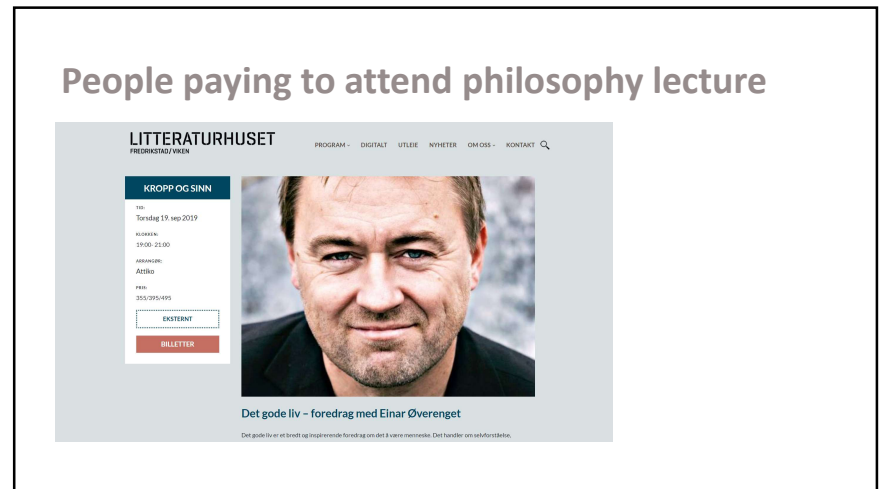 People paying to attend philosophy lecture
LITTERATURHUSET
FREDRIKSTAD/VIKEN
PROGRAM DIGITALT UTLEIE NYHETER OM OSS KONTAKT
KROPP OG SINN
TID:
Torsdag 19. sep 2019
KLOKKEN:
19:00- 21:00
ARRANGØR:
Attiko
PRIS:
355/395/495
EKSTERNT
BILLETTER
Det gode liv – foredrag med Einar Øverenget
Det gode liv er et bredt og inspirerende foredrag om det å være menneske. Det handler om selvforståelse,